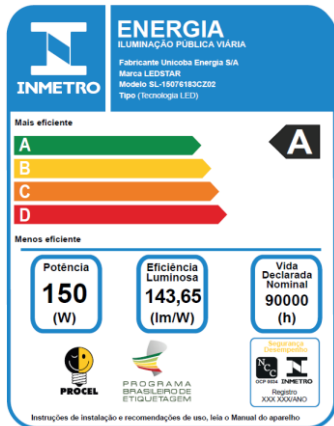 ENERGIA
ILUMINAÇÃO PÚBLICA VIÁRIA
Fabricante Unicoba Energia S/A
Marca LEDSTAR
Modelo SL-15076183CZ02
Tipo (Tecnologia LED)
INMETRO
Mais eficiente
A
A
B
C
D
Menos eficiente
Potência
150
(W)
Eficiência
Luminosa
143,65
(lm/W)
Vida
Declarada
Nominal
90000
(h)
PROCEL
PROGRAMA
BRASILEIRO DE
ETIQUETAGEM
Segurança
Desempenho
NCC
OCP 0034 INMETRO
Registro
XXX XXX/ANO
Instruções de instalação e recomendações de uso, leia o Manual do aparelho